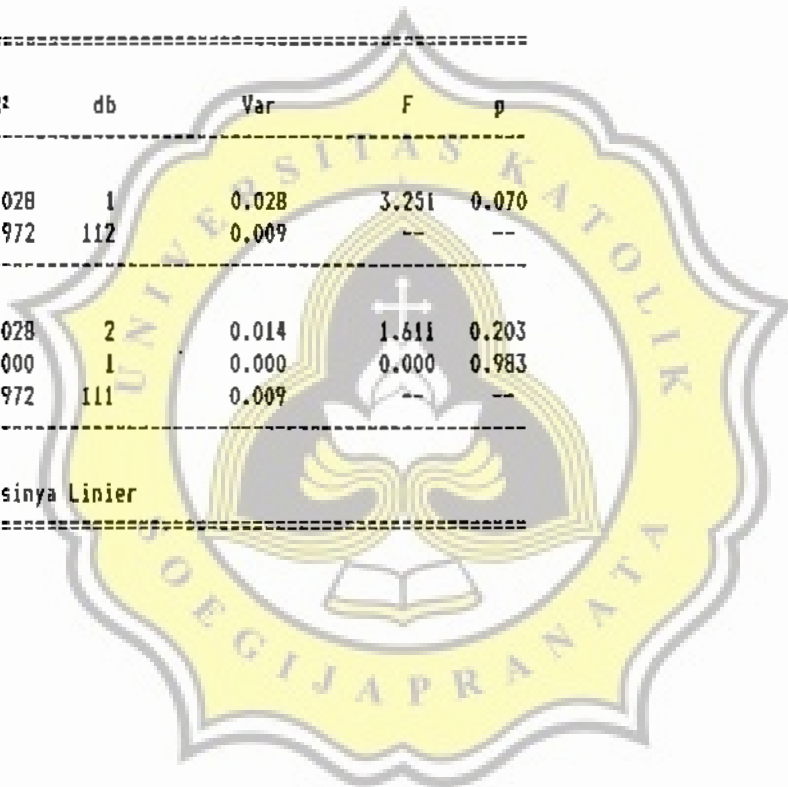 db Var F p
028 1 0.028 3.251 0.070
972 112 0.009 -- --
028 2 0.014 1.611 0.203
000 1 0.000 0.000 0.983
972 111 0.009 -- --
sinya Linier
UNIVERSITAS KATOLIK
SOEGIJAPRANATA